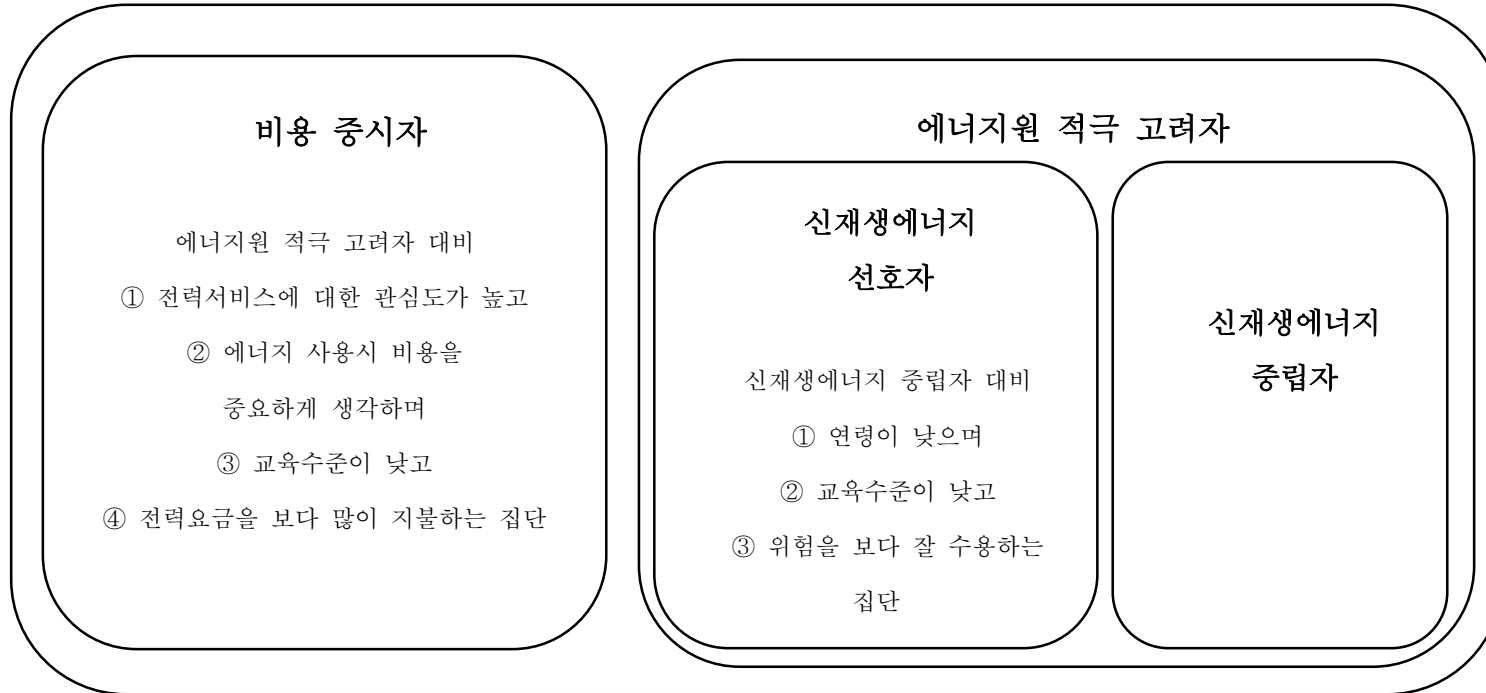 비용 중시자
에너지원 적극 고려자 대비
① 전력서비스에 대한 관심도가 높고
② 에너지 사용시 비용을
중요하게 생각하며
③ 교육수준이 낮고
④ 전력요금을 보다 많이 지불하는 집단
에너지원 적극 고려자
신재생에너지
선호자
신재생에너지 중립자 대비
① 연령이 낮으며
② 교육수준이 낮고
③ 위험을 보다 잘 수용하는
집단
신재생에너지
중립자